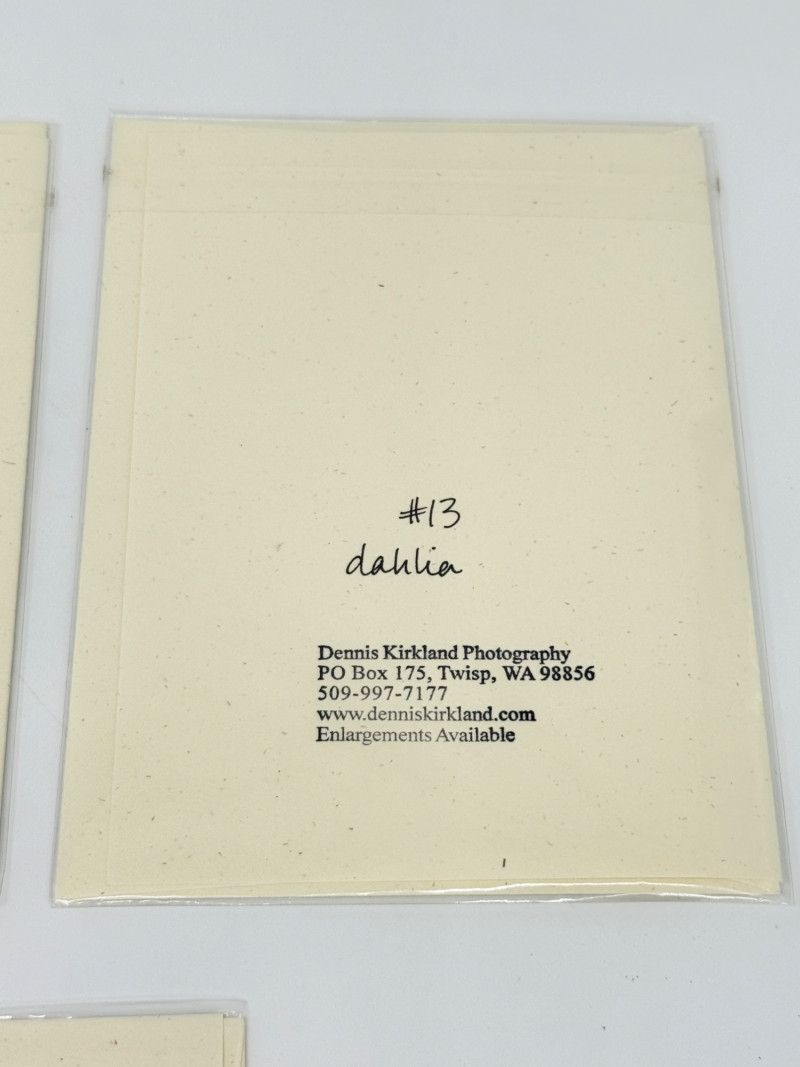 #13
dahlia
Dennis Kirkland Photography
PO Box 175, Twisp, WA 98856
509-997-7177
www.denniskirkland.com
Enlargements Available